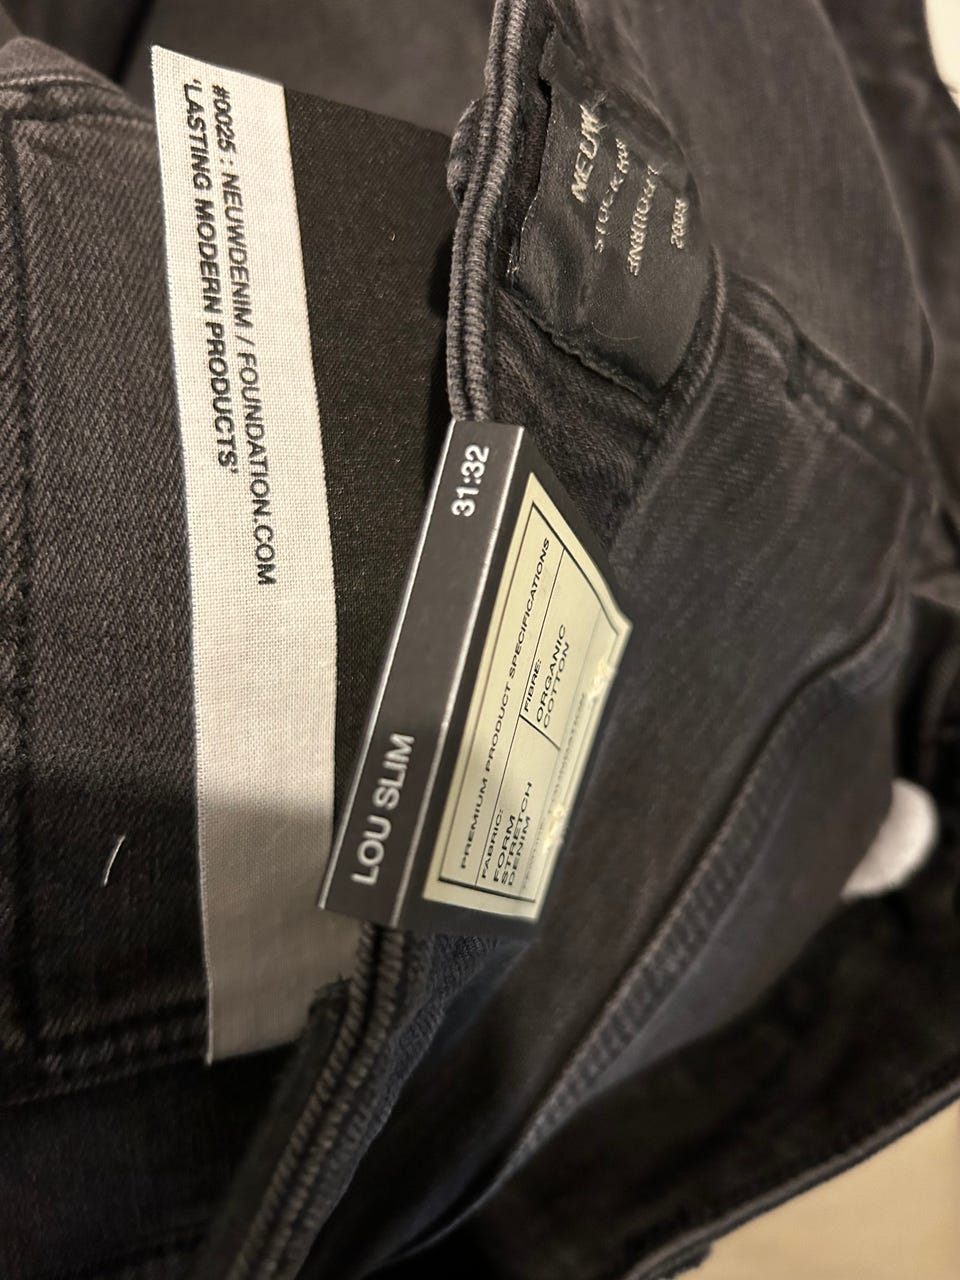 #0025 : NEUWDENIM / FOUNDATION.COM
'LASTING MODERN PRODUCTS'
31:32
LOU SLIM
PREMIUM PRODUCT SPECIFICATIONS
FABRIC:
FORM
STRETCH
DENIM
FIBRE:
ORGANIC
COTTON
NEUW